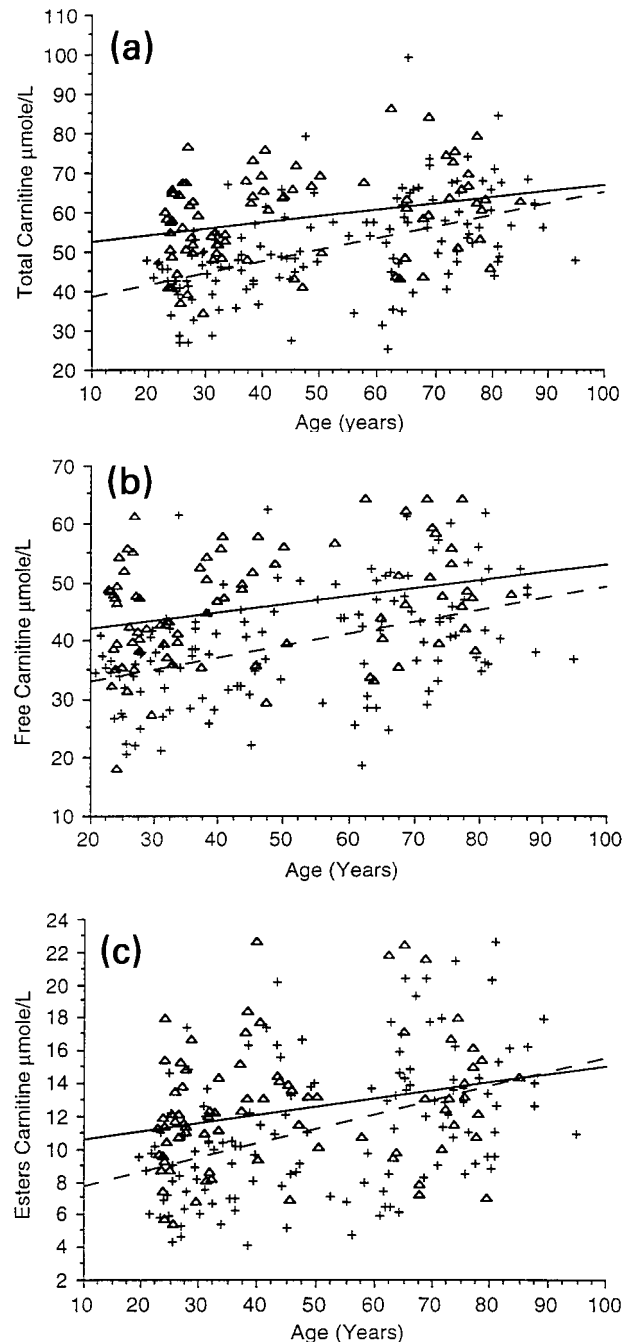 (a)
Total Carnitine µmole/L
110
100
90
80
70
60
50
40
30
20
10 20 30 40 50 60 70 80 90 100
Age (years)
(b)
Free Carnitine µmole/L
70
60
50
40
30
20
10
20 30 40 50 60 70 80 90 100
Age (Years)
(c)
Esters Carnitine µmole/L
24
22
20
18
16
14
12
10
8
6
4
2
10 20 30 40 50 60 70 80 90 100
Age (Years)